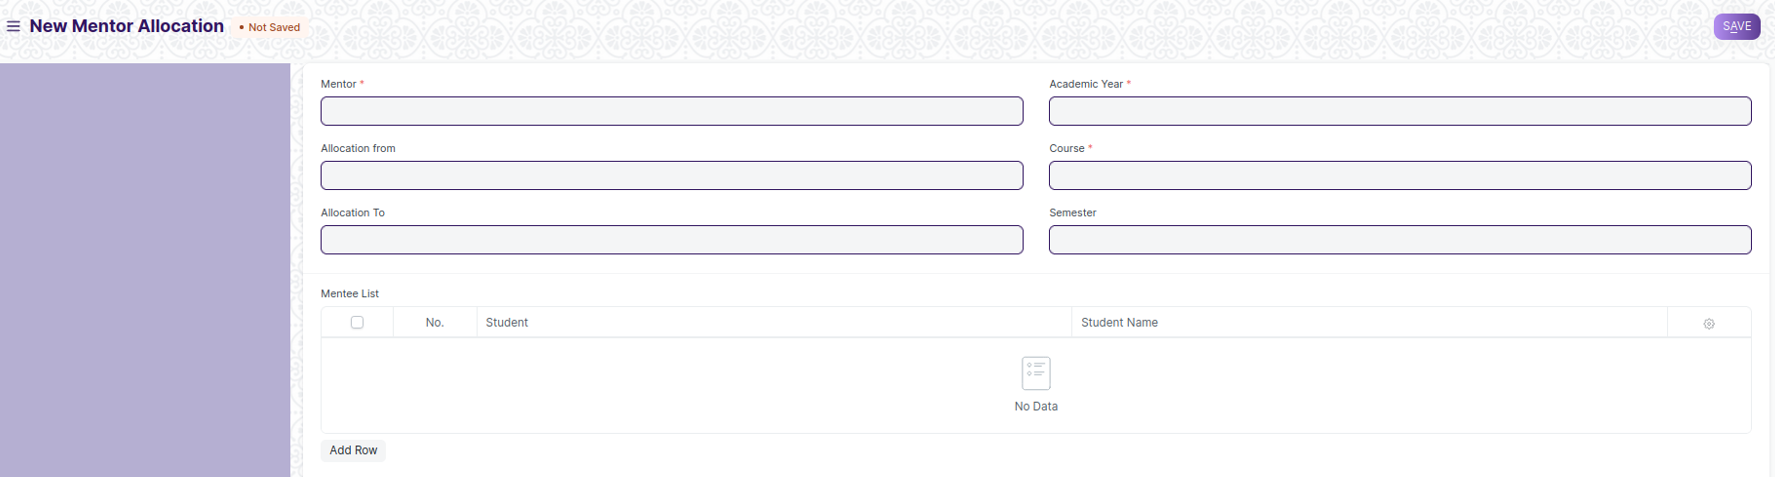 New Mentor Allocation • Not Saved
SAVE
Mentor *
Academic Year *
Allocation from
Course *
Allocation To
Semester
Mentee List
No. Student Student Name
No Data
Add Row